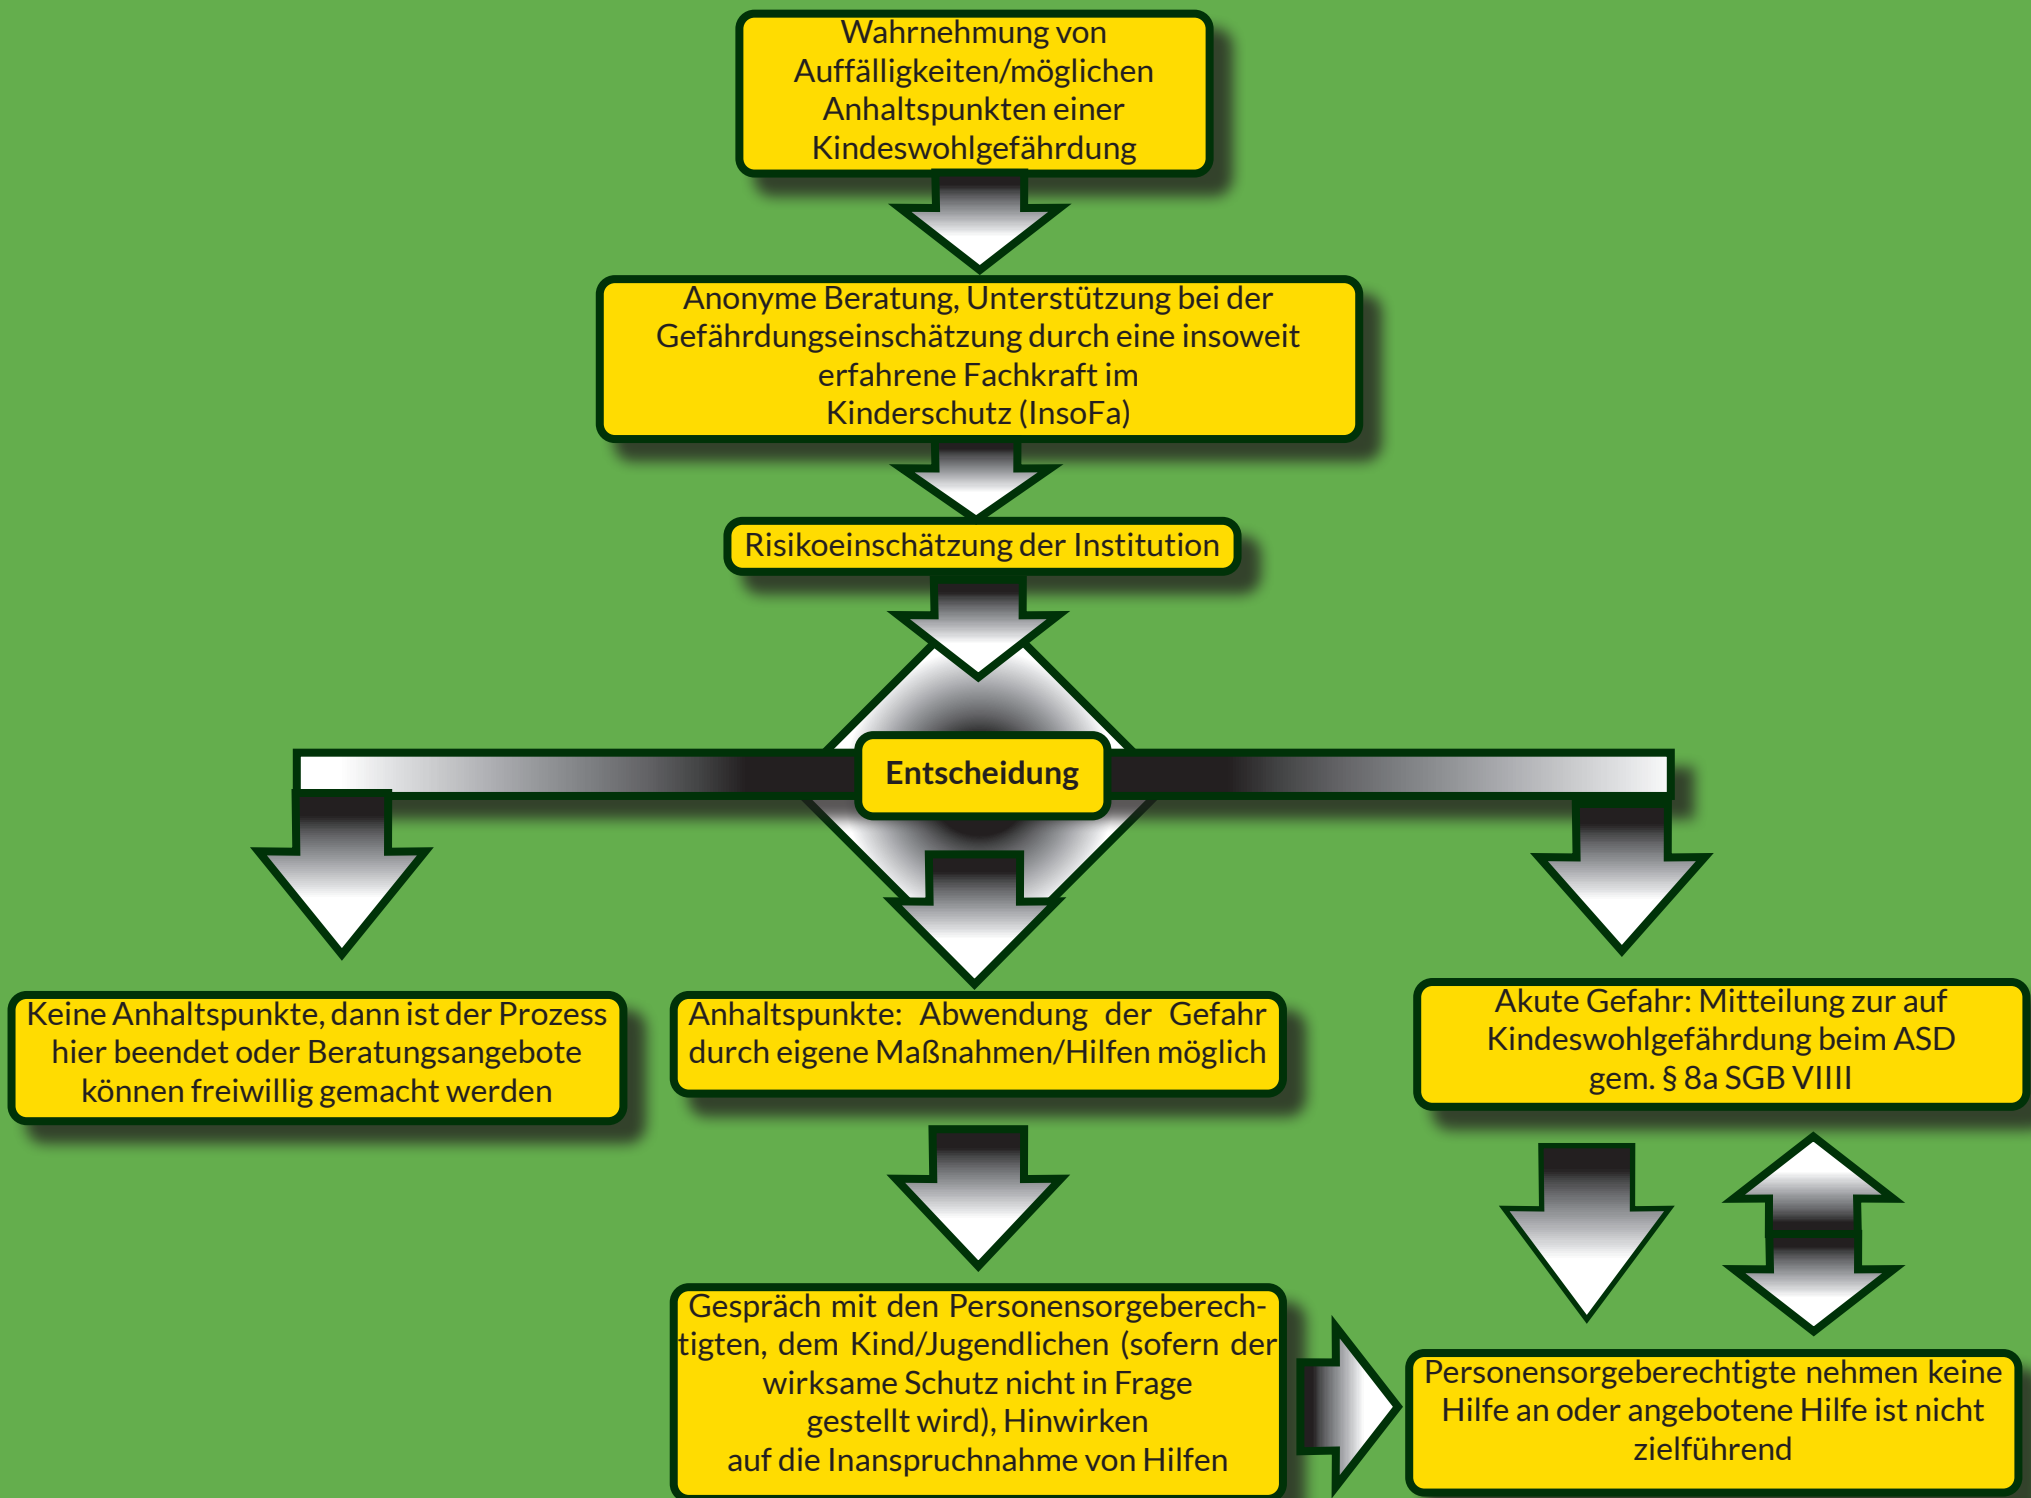 Wahrnehmung von
Auffälligkeiten/möglichen
Anhaltspunkten einer
Kindeswohlgefährdung
Anonyme Beratung, Unterstützung bei der
Gefährdungseinschätzung durch eine insoweit
erfahrene Fachkraft im
Kinderschutz (InsoFa)
Risikoeinschätzung der Institution
Entscheidung
Keine Anhaltspunkte, dann ist der Prozess
hier beendet oder Beratungsangebote
können freiwillig gemacht werden
Anhaltspunkte: Abwendung der Gefahr
durch eigene Maßnahmen/Hilfen möglich
Akute Gefahr: Mitteilung zur auf
Kindeswohlgefährdung beim ASD
gem. § 8a SGB VIIII
Gespräch mit den Personensorgeberech-
tigten, dem Kind/Jugendlichen (sofern der
wirksame Schutz nicht in Frage
gestellt wird), Hinwirken
auf die Inanspruchnahme von Hilfen
Personensorgeberechtigte nehmen keine
Hilfe an oder angebotene Hilfe ist nicht
zielführend